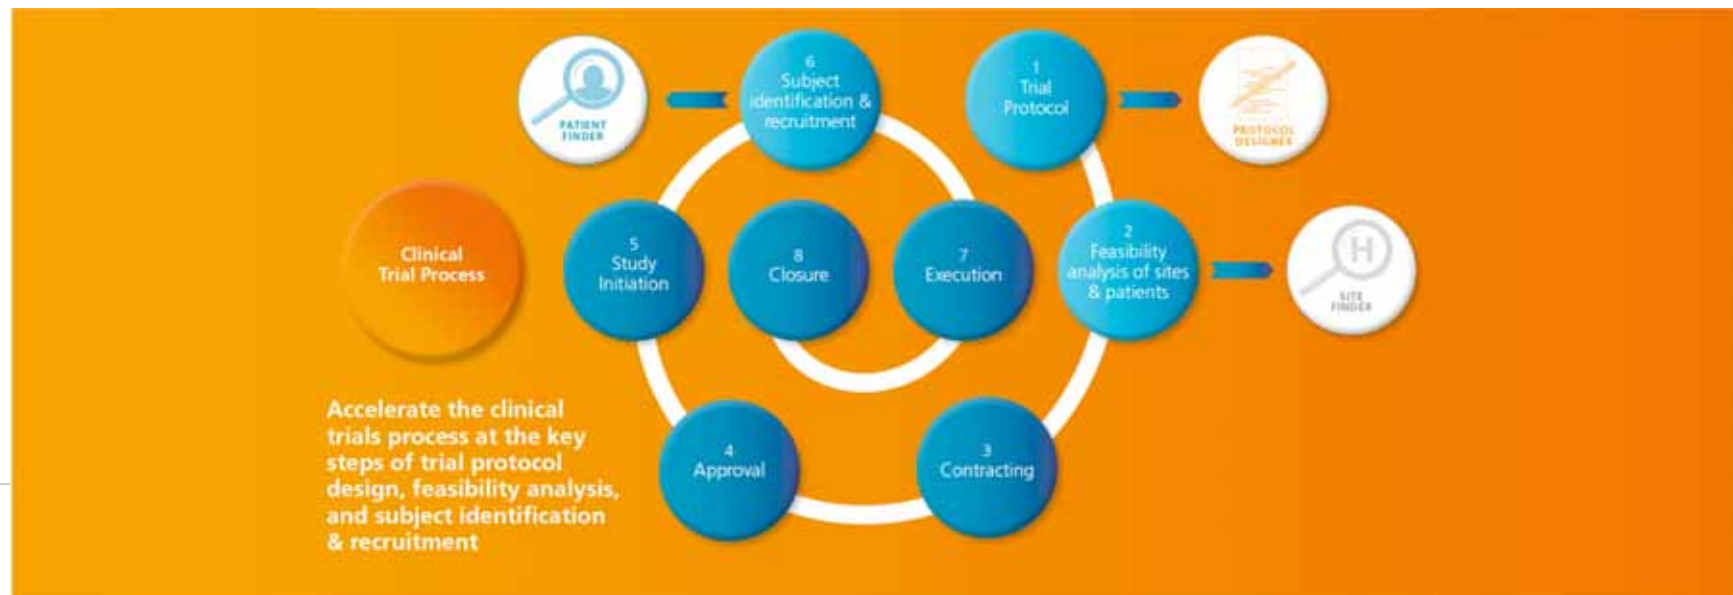 6
Subject
identification &
recruitment
1
Trial
Protocol
PATIENT
FINDER
PROTOCOL
DESIGNER
Clinical
Trial Process
5
Study
Initiation
8
Closure
7
Execution
2
Feasibility
analysis of sites
& patients
H
SITE
FINDER
Accelerate the clinical
trials process at the key
steps of trial protocol
design, feasibility analysis,
and subject identification
& recruitment
4
Approval
3
Contracting